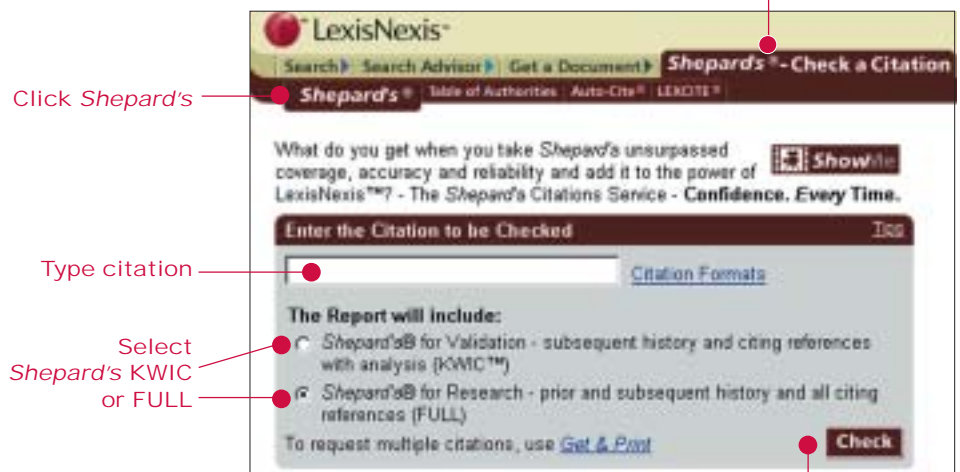 LexisNexis™
Search Search Advisor Get a Document Shepard's® - Check a Citation
Click Shepard's
Shepard's® Table of Authorities Auto-Cite® LEXCITE®
What do you get when you take Shepard's unsurpassed
coverage, accuracy and reliability and add it to the power of
LexisNexis™? - The Shepard's Citations Service - Confidence. Every Time.
ShowMe
Enter the Citation to be Checked Tips
Type citation
Citation Formats
The Report will include:
Select
Shepard's KWIC
or FULL
Shepard's® for Validation - subsequent history and citing references
with analysis (KWIC™)
Shepard's® for Research - prior and subsequent history and all citing
references (FULL)
To request multiple citations, use Get & Print
Check